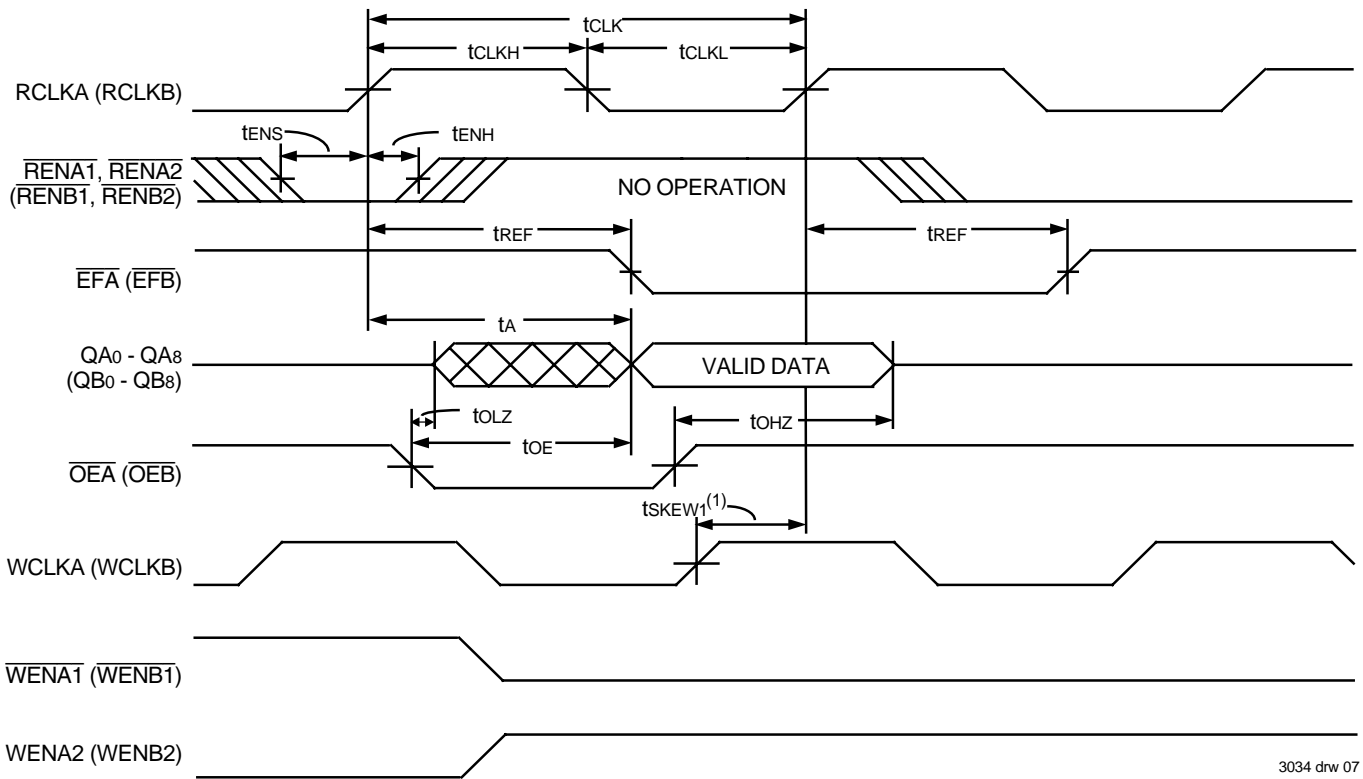 tCLK
tCLKH
tCLKL
RCLKA (RCLKB)
tENS
tENH
RENA1, RENA2
(RENB1, RENB2)
NO OPERATION
tREF
tREF
EFA (EFB)
tA
QA0 - QA8
(QB0 - QB8)
VALID DATA
tOLZ
tOHZ
tOE
OEA (OEB)
tSKEW1(1)
WCLKA (WCLKB)
WENA1 (WENB1)
WENA2 (WENB2)
3034 drw 07